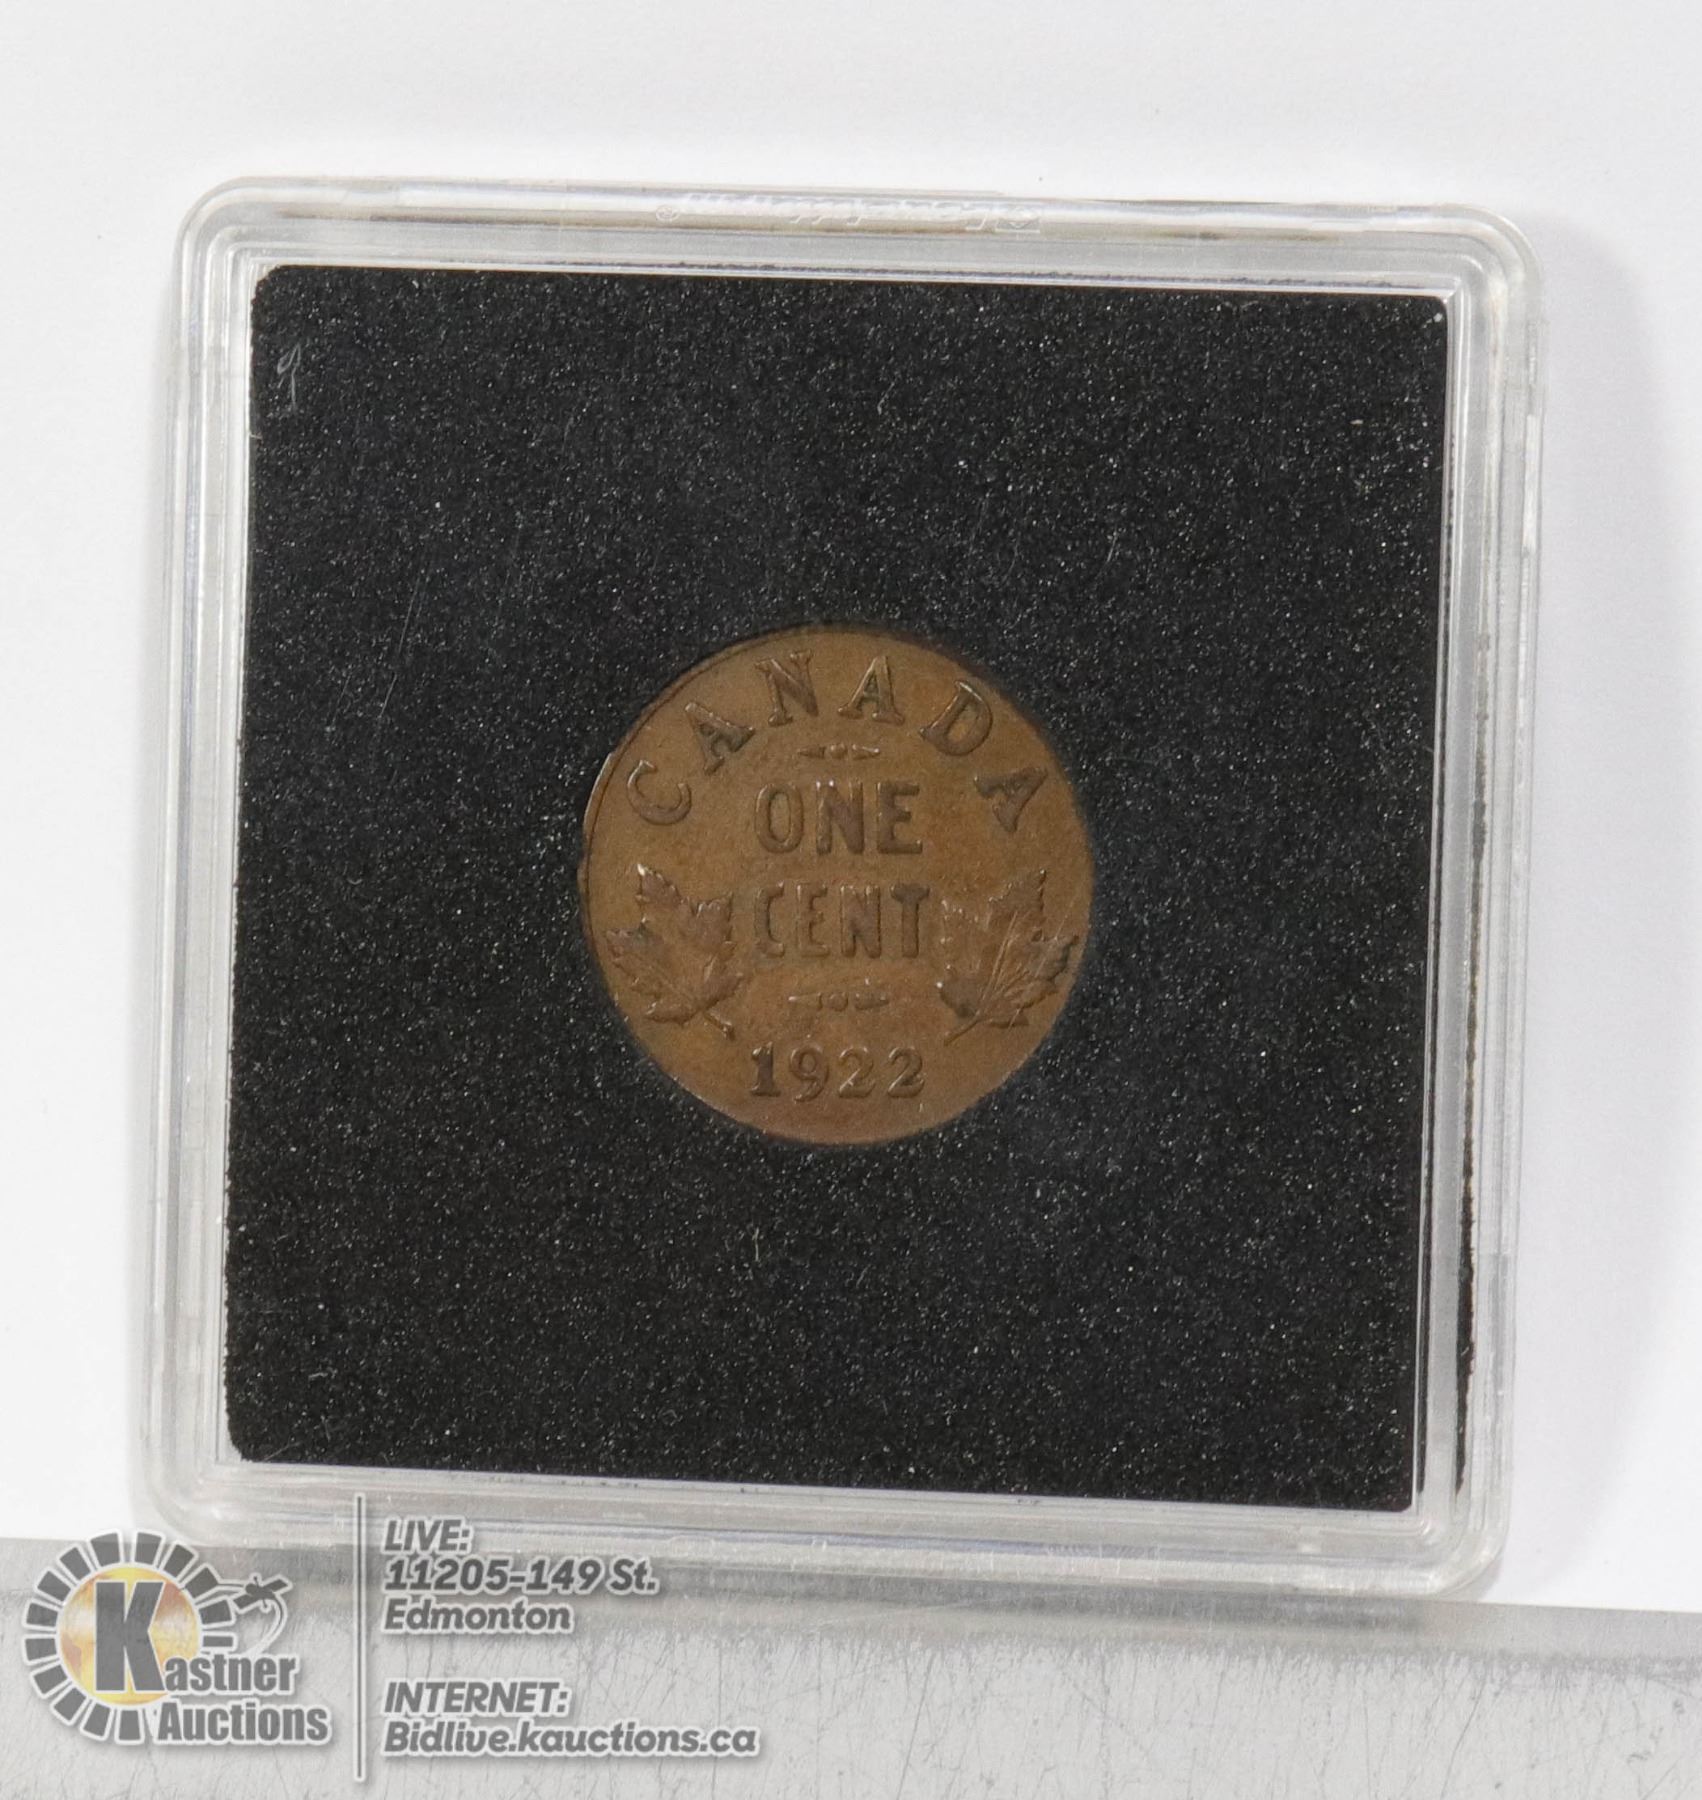 CANADA
ONE
CENT
1922
Kastner
Auctions
LIVE:
11205-149 St.
Edmonton
INTERNET:
Bidlive.kauctions.ca